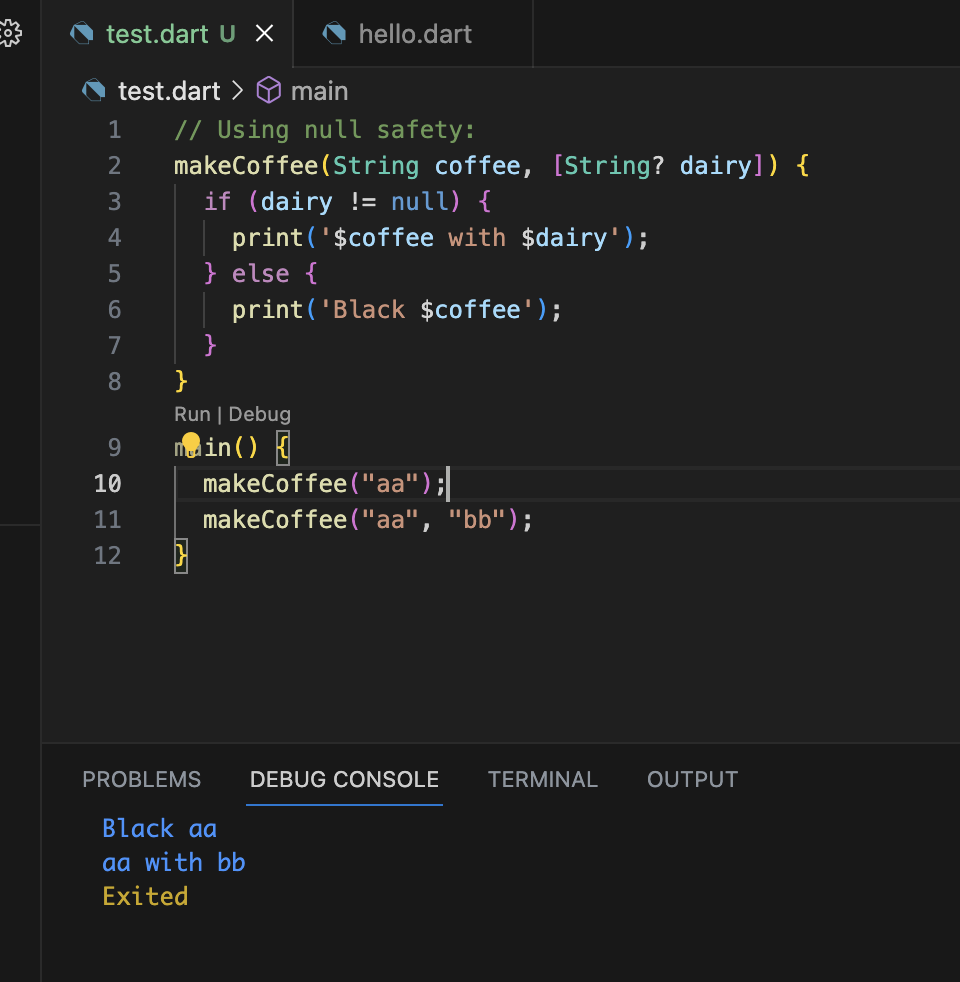 test.dart U
hello.dart
test.dart > main
1 // Using null safety:
2 makeCoffee(String coffee, [String? dairy]) {
3   if (dairy != null) {
4     print('$coffee with $dairy');
5   } else {
6     print('Black $coffee');
7   }
8 }
Run | Debug
9 main() {
10   makeCoffee("aa");
11   makeCoffee("aa", "bb");
12 }
PROBLEMS DEBUG CONSOLE TERMINAL OUTPUT
Black aa
aa with bb
Exited